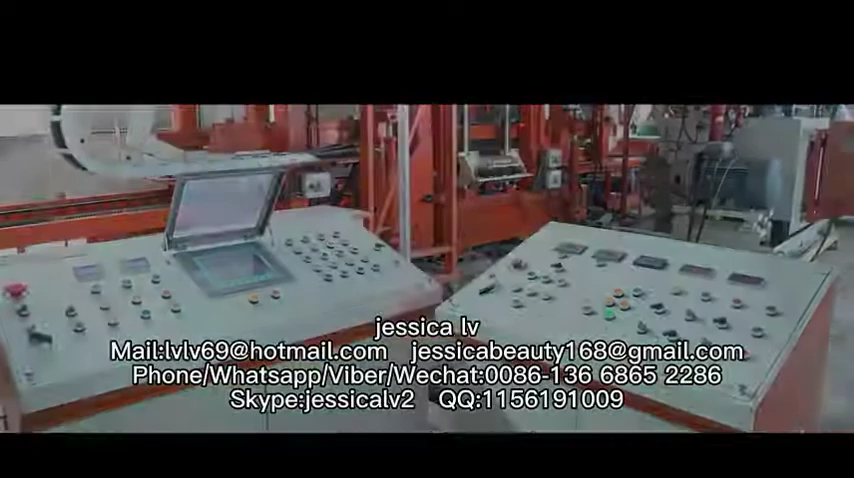 jessica lv
Mail:lvlv69@hotmail.com jessicabeauty168@gmail.com
Phone/Whatsapp/Viber/Wechat:0086-136 6865 2286
Skype:jessicalv2 QQ:1156191009